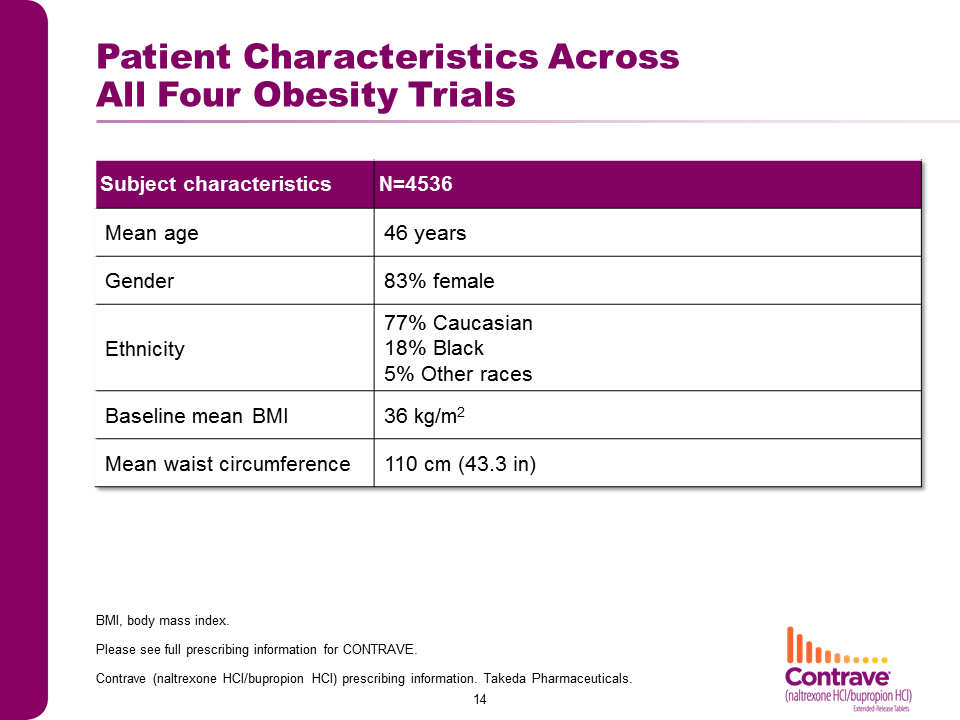 Patient Characteristics Across
All Four Obesity Trials
Subject characteristics N=4536
Mean age 46 years
Gender 83% female
Ethnicity
77% Caucasian
18% Black
5% Other races
Baseline mean BMI 36 kg/m²
Mean waist circumference 110 cm (43.3 in)
BMI, body mass index.
Please see full prescribing information for CONTRAVE.
Contrave (naltrexone HCl/bupropion HCl) prescribing information. Takeda Pharmaceuticals.
14
Contrave®
(naltrexone HCl/bupropion HCl)
Extended-Release Tablets